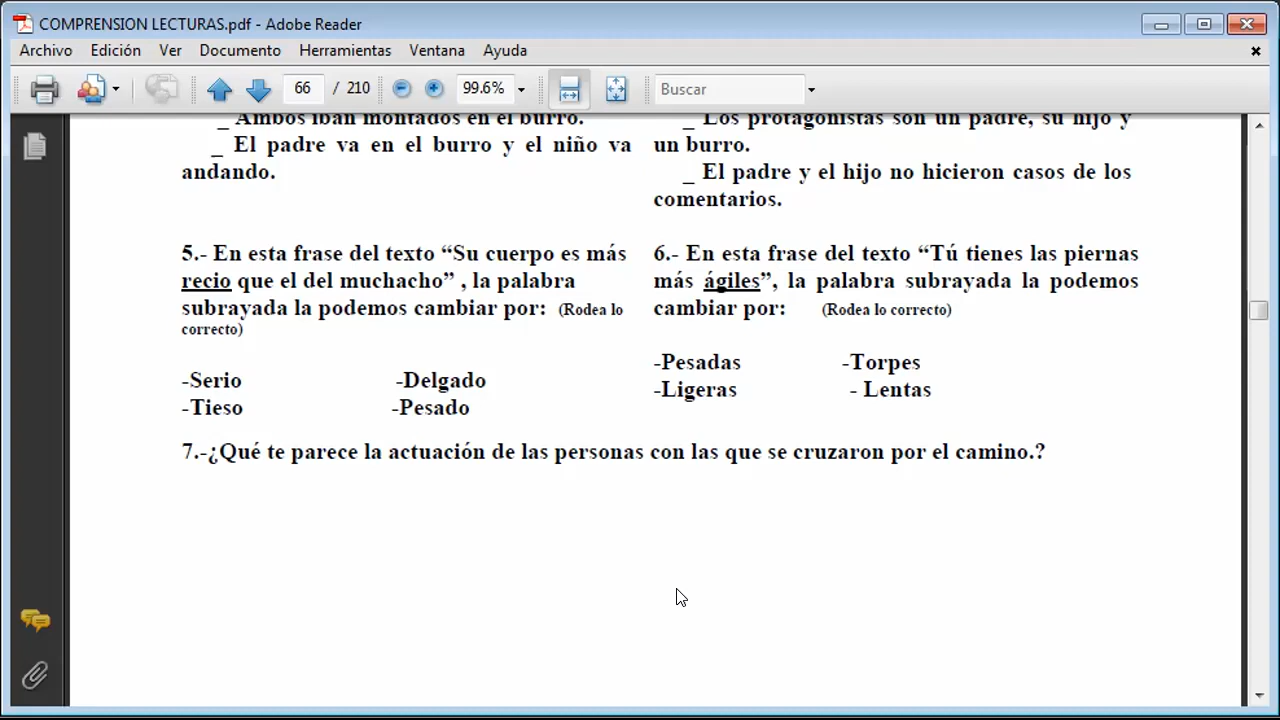 COMPRENSION LECTURAS.pdf - Adobe Reader
Archivo Edición Ver Documento Herramientas Ventana Ayuda
66 / 210 99.6% Buscar
_ Ambos iban montados en el burro.
_ El padre va en el burro y el niño va
andando.
_ Los protagonistas son un padre, su hijo y
un burro.
_ El padre y el hijo no hicieron casos de los
comentarios.
5.- En esta frase del texto “Su cuerpo es más
recio que el del muchacho” , la palabra
subrayada la podemos cambiar por: (Rodea lo
correcto)
-Serio -Delgado
-Tieso -Pesado
6.- En esta frase del texto “Tú tienes las piernas
más ágiles”, la palabra subrayada la podemos
cambiar por: (Rodea lo correcto)
-Pesadas -Torpes
-Ligeras - Lentas
7.-¿Qué te parece la actuación de las personas con las que se cruzaron por el camino.?